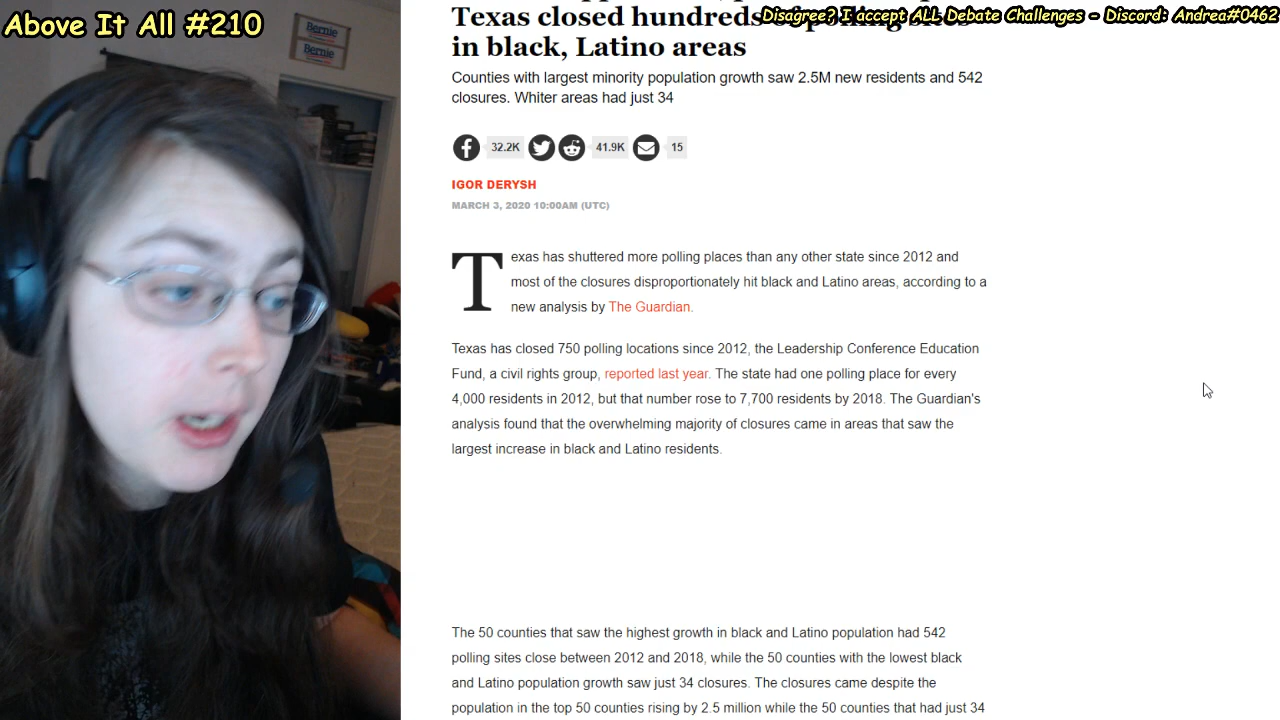 Above It All #210
Disagree? I accept ALL Debate Challenges - Discord: Andrea#0462
Bernie
Bernie
Texas closed hundreds
in black, Latino areas
Counties with largest minority population growth saw 2.5M new residents and 542
closures. Whiter areas had just 34
32.2K 41.9K 15
IGOR DERYSH
MARCH 3, 2020 10:00AM (UTC)
Texas has shuttered more polling places than any other state since 2012 and
most of the closures disproportionately hit black and Latino areas, according to a
new analysis by The Guardian.
Texas has closed 750 polling locations since 2012, the Leadership Conference Education
Fund, a civil rights group, reported last year. The state had one polling place for every
4,000 residents in 2012, but that number rose to 7,700 residents by 2018. The Guardian's
analysis found that the overwhelming majority of closures came in areas that saw the
largest increase in black and Latino residents.
The 50 counties that saw the highest growth in black and Latino population had 542
polling sites close between 2012 and 2018, while the 50 counties with the lowest black
and Latino population growth saw just 34 closures. The closures came despite the
population in the top 50 counties rising by 2.5 million while the 50 counties that had just 34